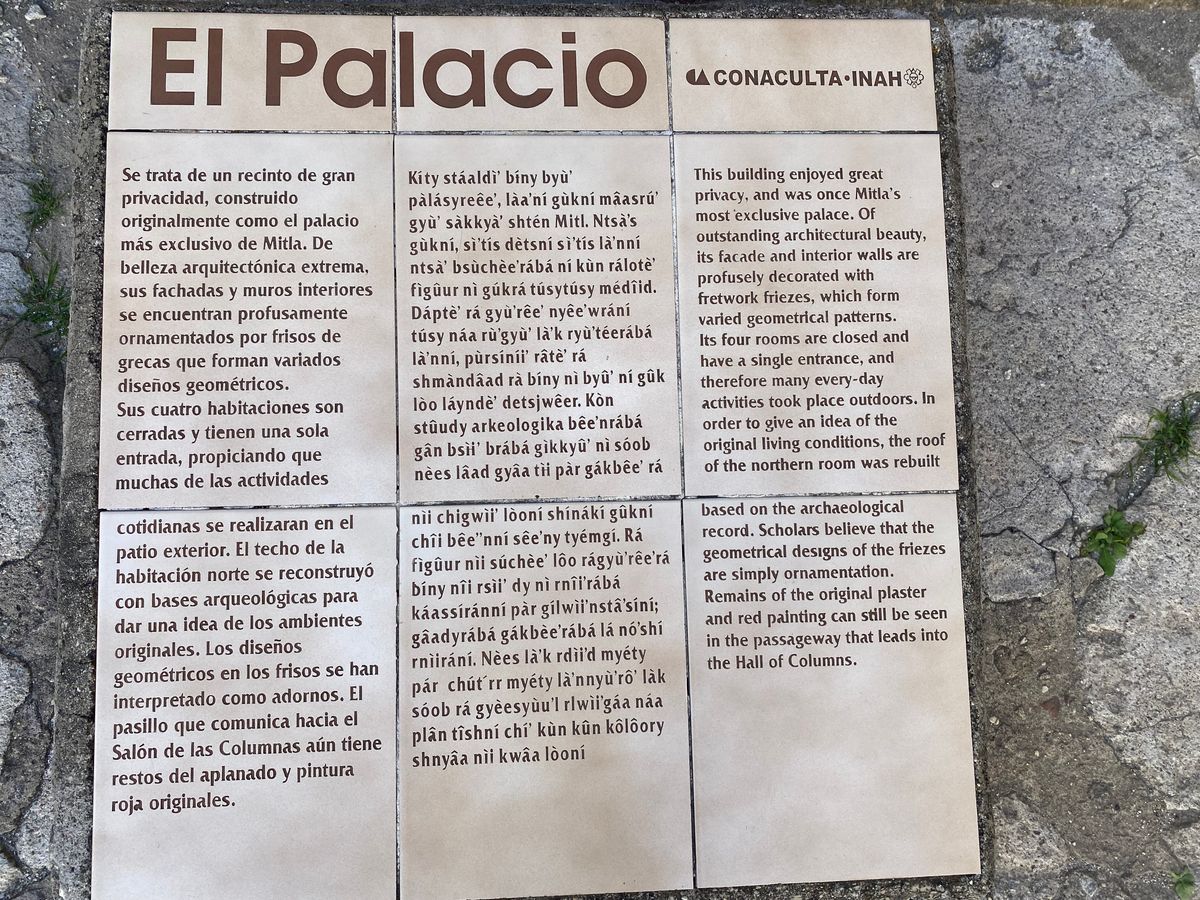 El Palacio
CONACULTA•INAH
Se trata de un recinto de gran
privacidad, construido
originalmente como el palacio
más exclusivo de Mitla. De
belleza arquitectónica extrema,
sus fachadas y muros interiores
se encuentran profusamente
ornamentados por frisos de
grecas que forman variados
diseños geométricos.
Sus cuatro habitaciones son
cerradas y tienen una sola
entrada, propiciando que
muchas de las actividades
cotidianas se realizaran en el
patio exterior. El techo de la
habitación norte se reconstruyó
con bases arqueológicas para
dar una idea de los ambientes
originales. Los diseños
geométricos en los frisos se han
interpretado como adornos. El
pasillo que comunica hacia el
Salón de las Columnas aún tiene
restos del aplanado y pintura
roja originales.
Kíty stáaldì' bíny byù'
pàlásyreêe', làa'ní gùkní mâasrú'
gyù' sàkkyà' shtén Mitl. Ntsà's
gùkní, sì'tís dètsní sì'tís là'nní
ntsà' bsùchèe'rábá ní kùn rálotè'
fìgûur nì gúkrá túsytúsy médîid.
Dáptè' rá gyù'rêe' nyêe'wrání
túsy náa rù'gyù' là'k ryù'téerábá
là'nní, pùrsíníi' râtè' rá
shmàndâad rà bíny nì byû' ní gûk
lòo láyndè' detsjwêer. Kòn
stûudy arkeologika bêe'nrábá
gân bsìi' brábá gìkkyû' nì sóob
nèes lâad gyâa tìi pàr gákbêe' rá
nìi chigwìi' lòoní shínákí gûkní
chîi bêe''nní sêe'ny tyémgí. Rá
fìgûur nìi súchèe' lôo rágyù'rêe'rá
bíny nîi rsìi' dy nì rnîi'rábá
káassíránní pàr gílwìi'nstâ'síní;
gâadyrábá gákbèe'rábá lá nó'shí
rnìirání. Nèes là'k rdìi'd myéty
pár chút´rr myéty là'nnyù'rô' làk
sóob rá gyèesyùu'l rlwìi'gáa náa
plân tîshní chí' kùn kûn kôlôory
shnyâa nìi kwâa lòoní
This building enjoyed great
privacy, and was once Mitla's
most exclusive palace. Of
outstanding architectural beauty,
its facade and interior walls are
profusely decorated with
fretwork friezes, which form
varied geometrical patterns.
Its four rooms are closed and
have a single entrance, and
therefore many every-day
activities took place outdoors. In
order to give an idea of the
original living conditions, the roof
of the northern room was rebuilt
based on the archaeological
record. Scholars believe that the
geometrical designs of the friezes
are simply ornamentation.
Remains of the original plaster
and red painting can still be seen
in the passageway that leads into
the Hall of Columns.